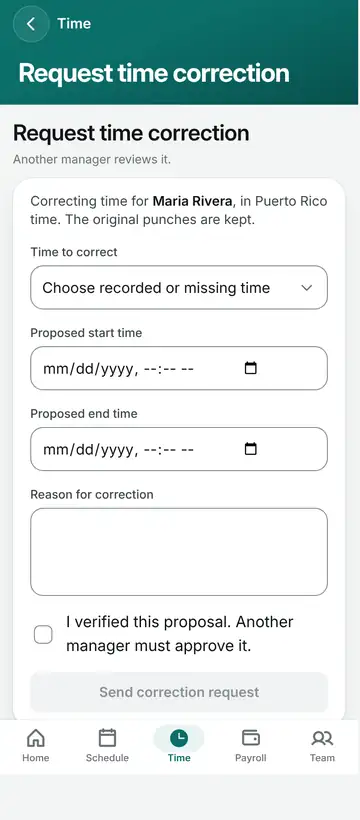 Time
Request time correction
Request time correction
Another manager reviews it.
Correcting time for Maria Rivera, in Puerto Rico
time. The original punches are kept.
Time to correct
Choose recorded or missing time
Proposed start time
mm/dd/yyyy, --:-- --
Proposed end time
mm/dd/yyyy, --:-- --
Reason for correction
I verified this proposal. Another
manager must approve it.
Send correction request
Home
Schedule
Time
Payroll
Team